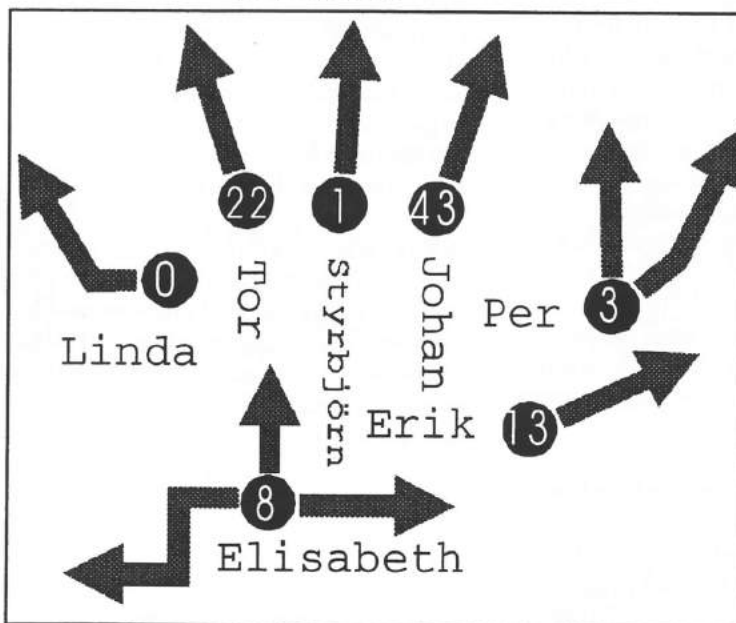 22
1
43
0
3
Tor
Styrbjörn
Johan
Per
Linda
Erik
13
8
Elisabeth